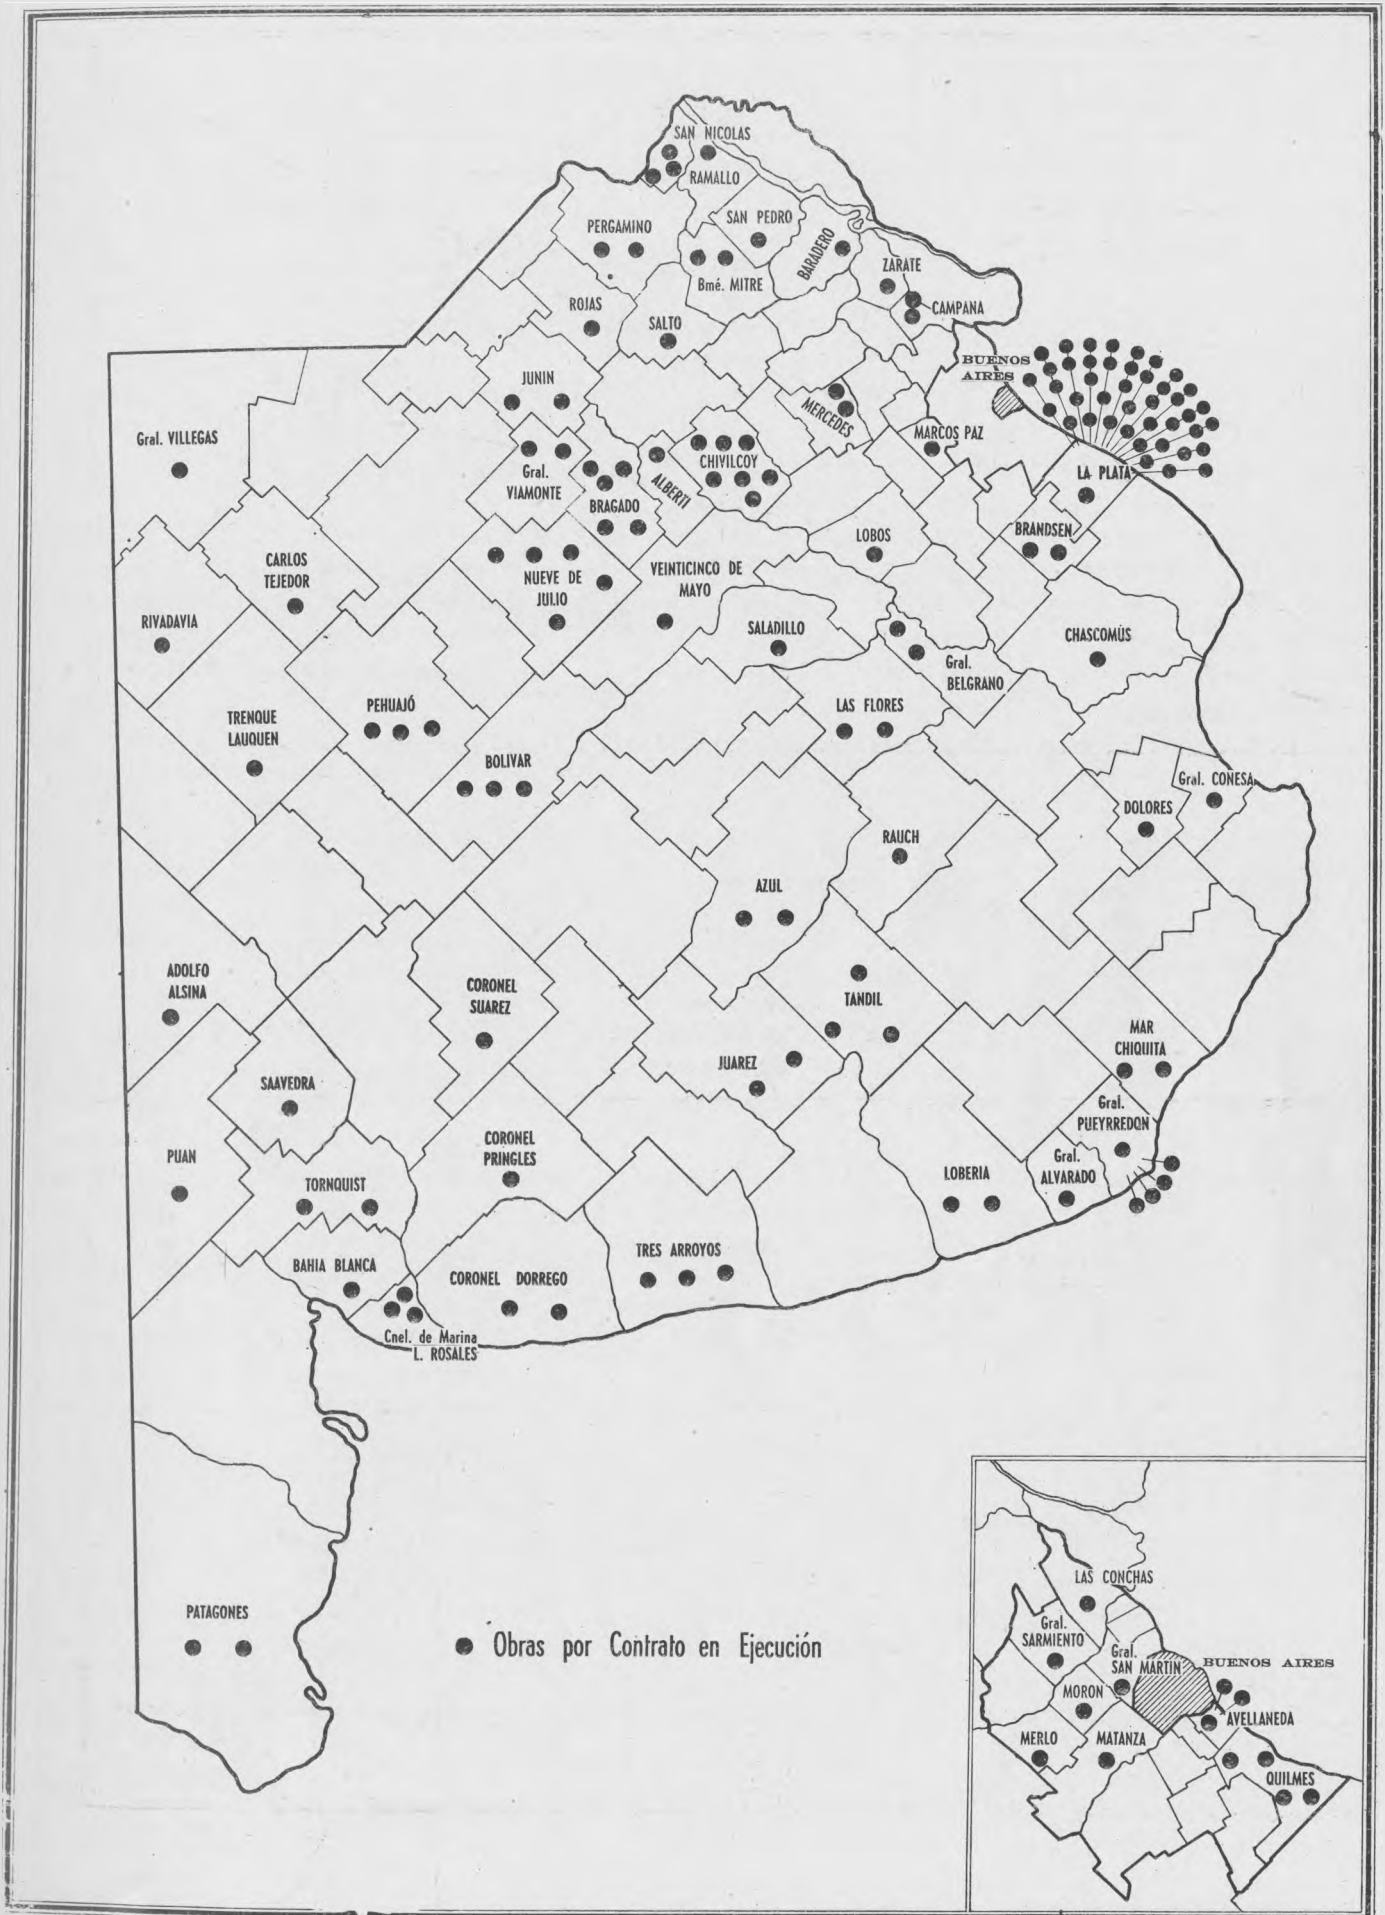 SAN NICOLAS
RAMALLO
SAN PEDRO
PERGAMINO
BARADERO
ZARATE
Bmé. MITRE
ROJAS
CAMPANA
SALTO
BUENOS
AIRES
JUNIN
MERCEDES
MARCOS PAZ
Gral. VILLEGAS
CHIVILCOY
Gral.
VIAMONTE
ALBERTI
LA PLATA
BRAGADO
BRANDSEN
LOBOS
CARLOS
TEJEDOR
NUEVE DE
JULIO
VEINTICINCO DE
MAYO
RIVADAVIA
SALADILLO
CHASCOMÚS
Gral.
BELGRANO
PEHUAJÓ
LAS FLORES
TRENQUE
LAUQUEN
BOLIVAR
Gral. CONESA
DOLORES
RAUCH
AZUL
ADOLFO
ALSINA
CORONEL
SUAREZ
TANDIL
MAR
CHIQUITA
JUAREZ
SAAVEDRA
Gral.
PUEYRREDON
CORONEL
PRINGLES
PUAN
Gral.
ALVARADO
LOBERIA
TORNQUIST
TRES ARROYOS
BAHIA BLANCA
CORONEL DORREGO
Cnel. de Marina
L. ROSALES
PATAGONES
Obras por Contrato en Ejecución
LAS CONCHAS
Gral.
SARMIENTO
Gral.
SAN MARTIN
BUENOS AIRES
MORON
AVELLANEDA
MERLO
MATANZA
QUILMES